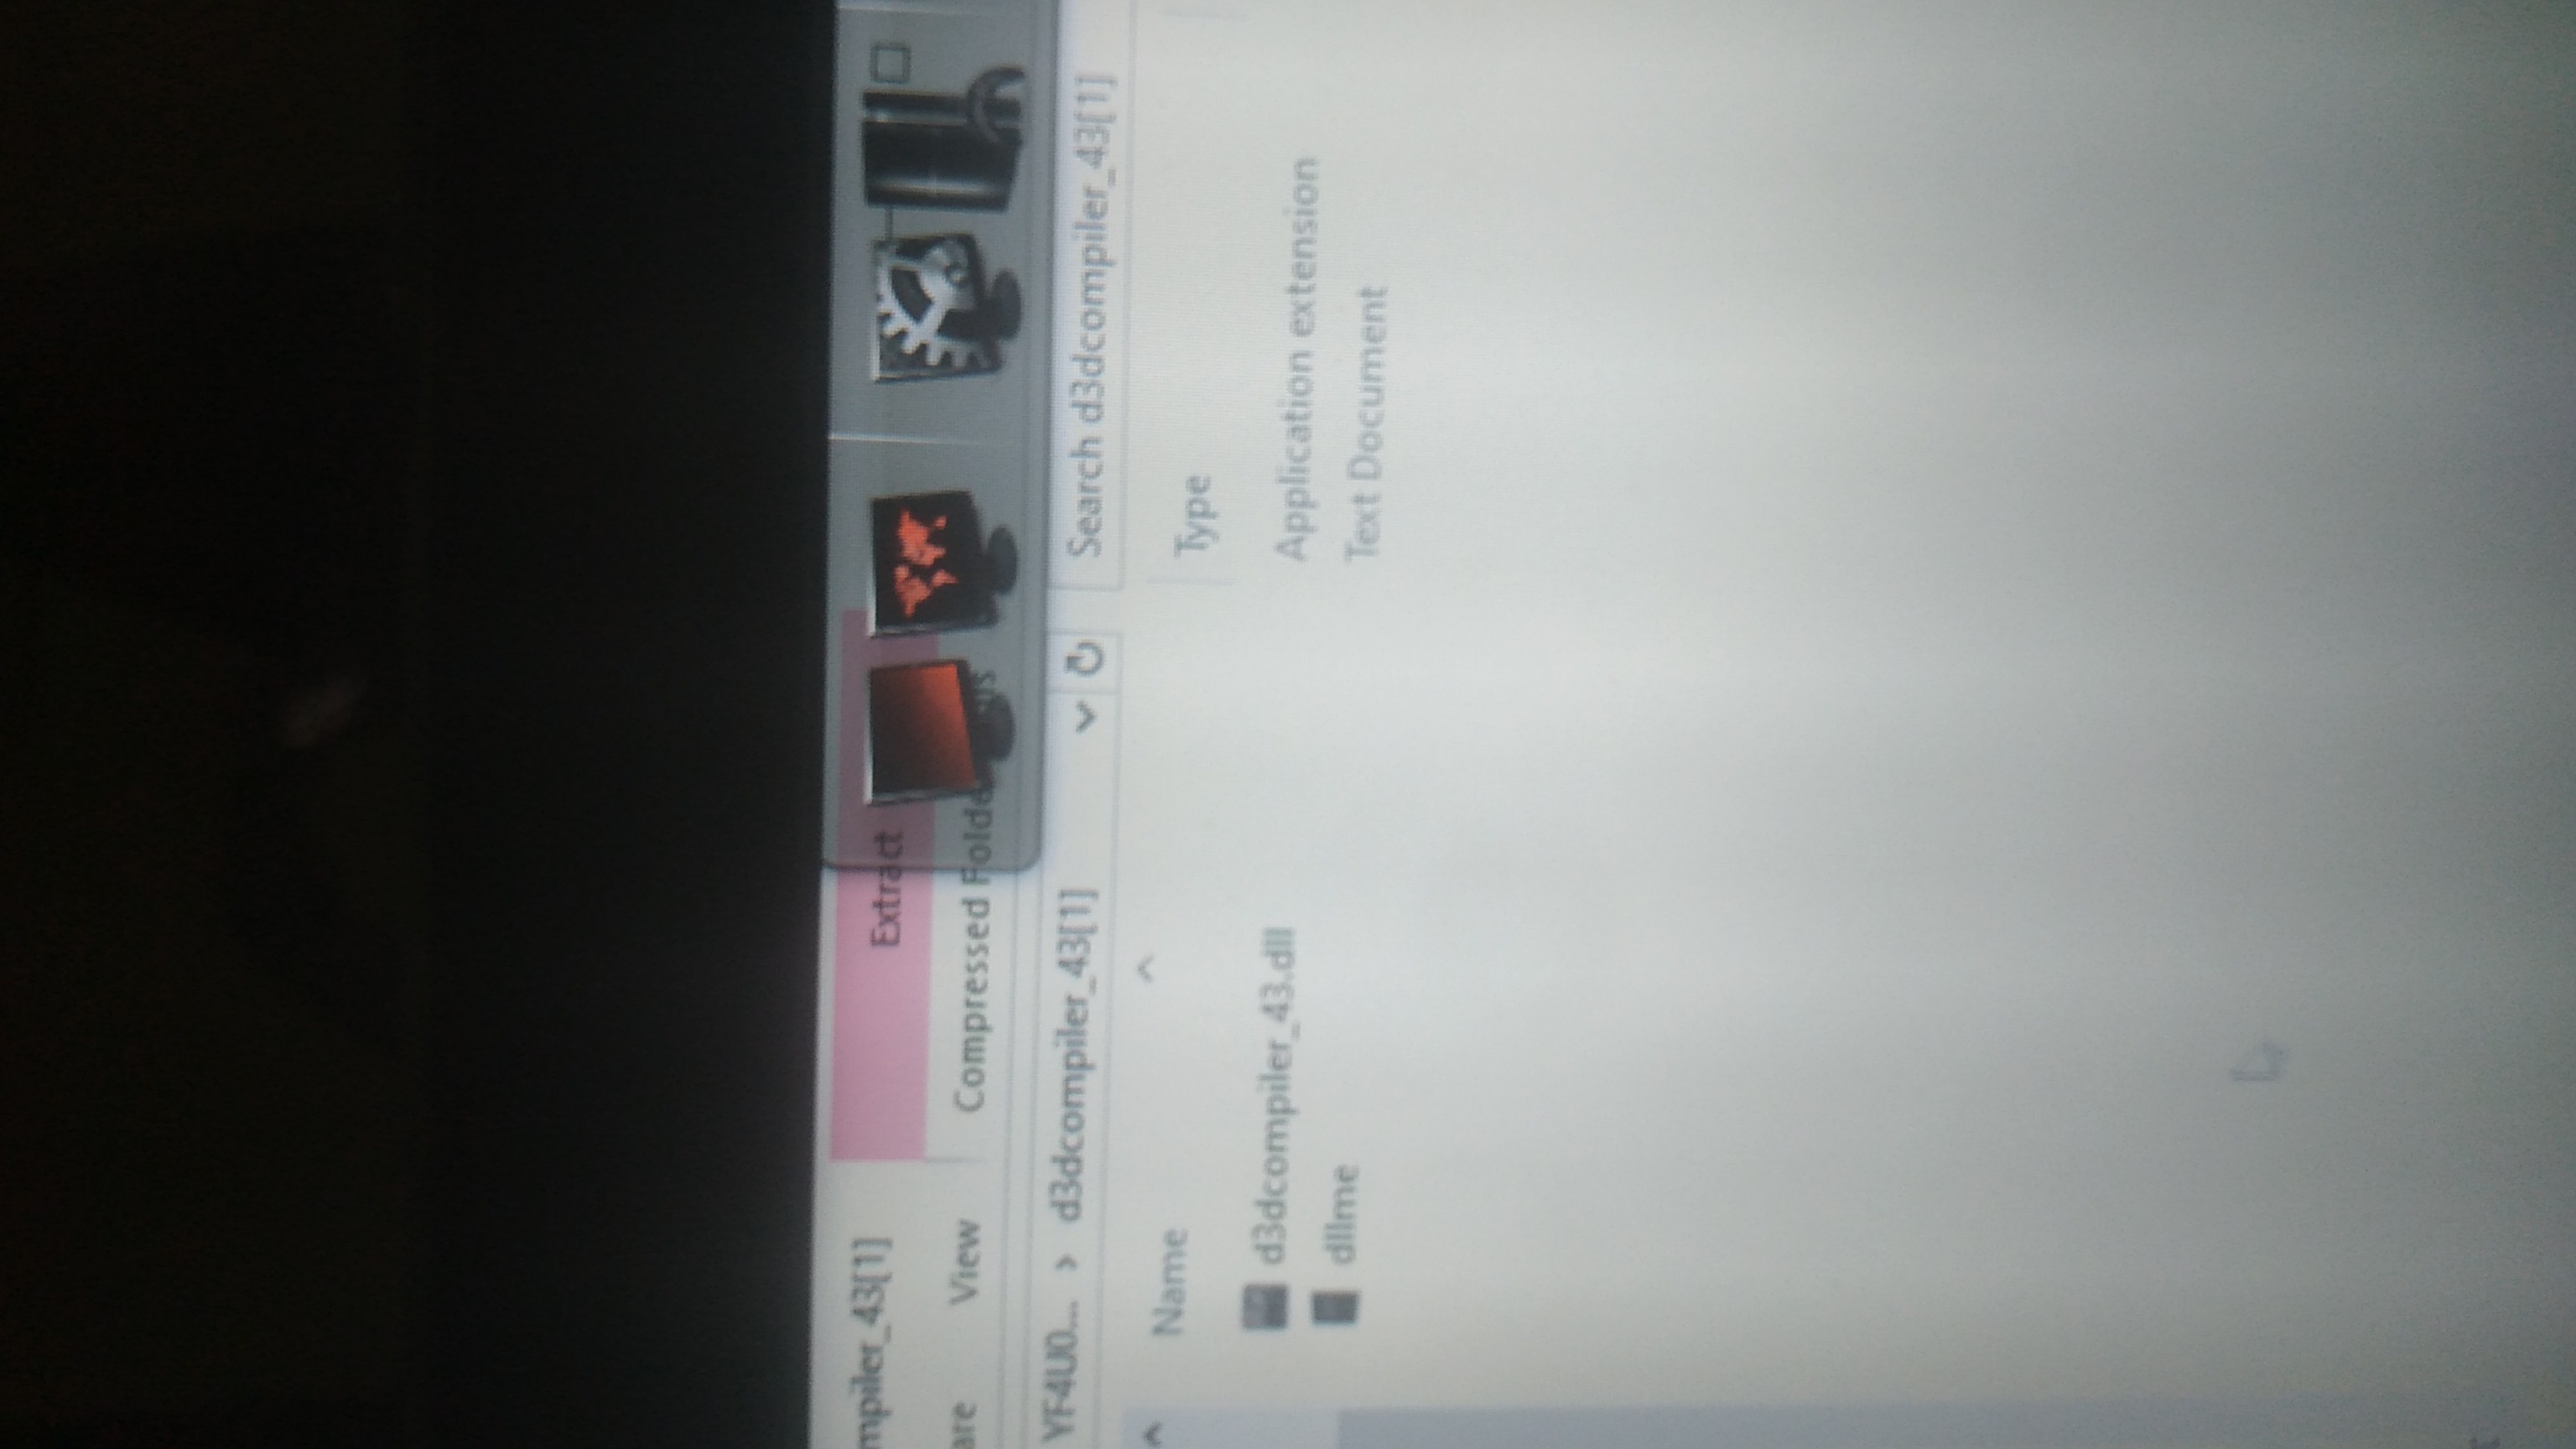 mpiler_43[1]
Extract
are View Compressed Folde
YF4U0... > d3dcompiler_43[1]
Search d3dcompiler_43[1]
Name Type
d3dcompiler_43.dll Application extension
dllme Text Document